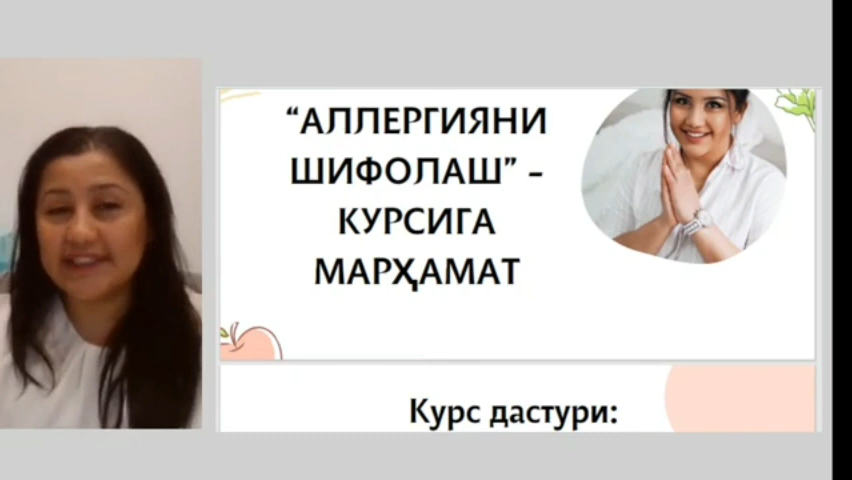 “АЛЛЕРГИЯНИ
ШИФОЛАШ” –
КУРСИГА
МАРҲАМАТ
Курс дастури: